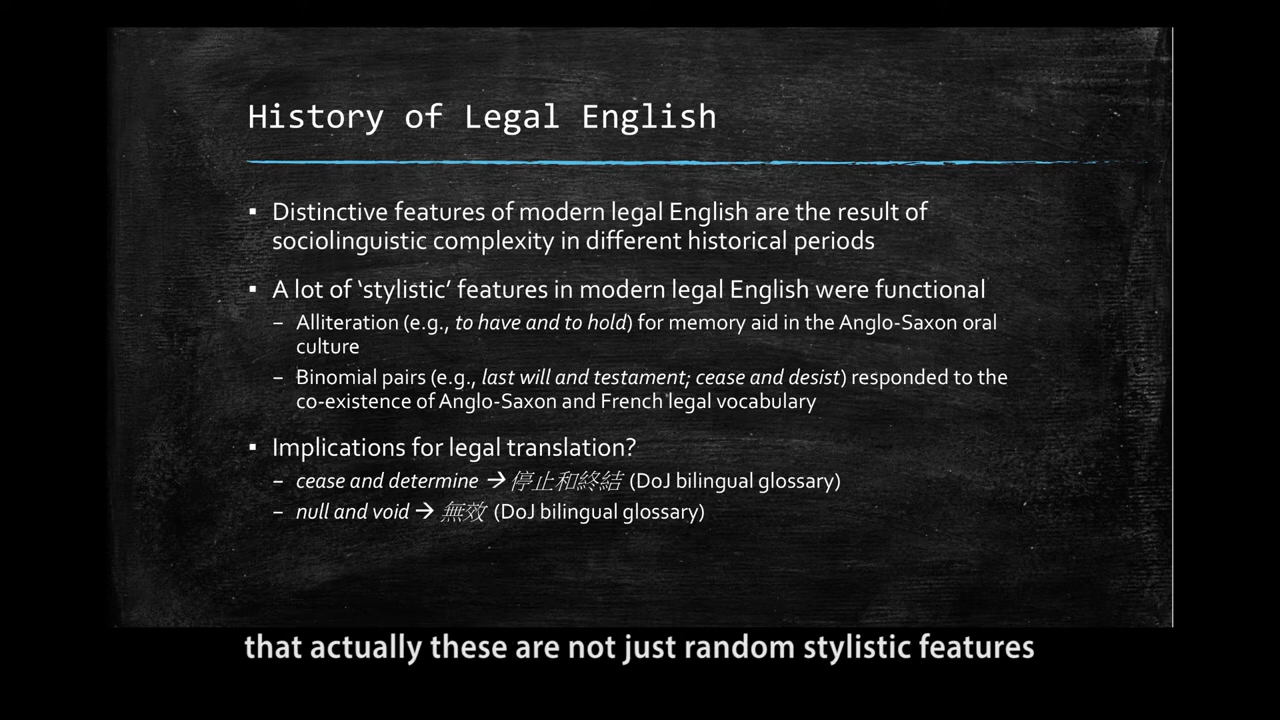 History of Legal English
▪ Distinctive features of modern legal English are the result of
sociolinguistic complexity in different historical periods
▪ A lot of ‘stylistic’ features in modern legal English were functional
– Alliteration (e.g., to have and to hold) for memory aid in the Anglo-Saxon oral
culture
– Binomial pairs (e.g., last will and testament; cease and desist) responded to the
co-existence of Anglo-Saxon and French legal vocabulary
▪ Implications for legal translation?
– cease and determine → 停止和終結 (DoJ bilingual glossary)
– null and void → 無效 (DoJ bilingual glossary)
that actually these are not just random stylistic features